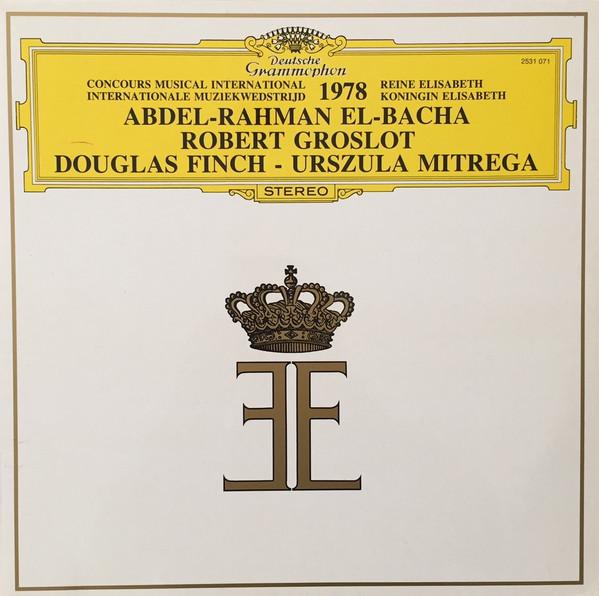 Deutsche
Grammophon
2531 071
CONCOURS MUSICAL INTERNATIONAL 1978 REINE ELISABETH
INTERNATIONALE MUZIEKWEDSTRIJD KONINGIN ELISABETH
ABDEL-RAHMAN EL-BACHA
ROBERT GROSLOT
DOUGLAS FINCH - URSZULA MITREGA
STEREO
EE